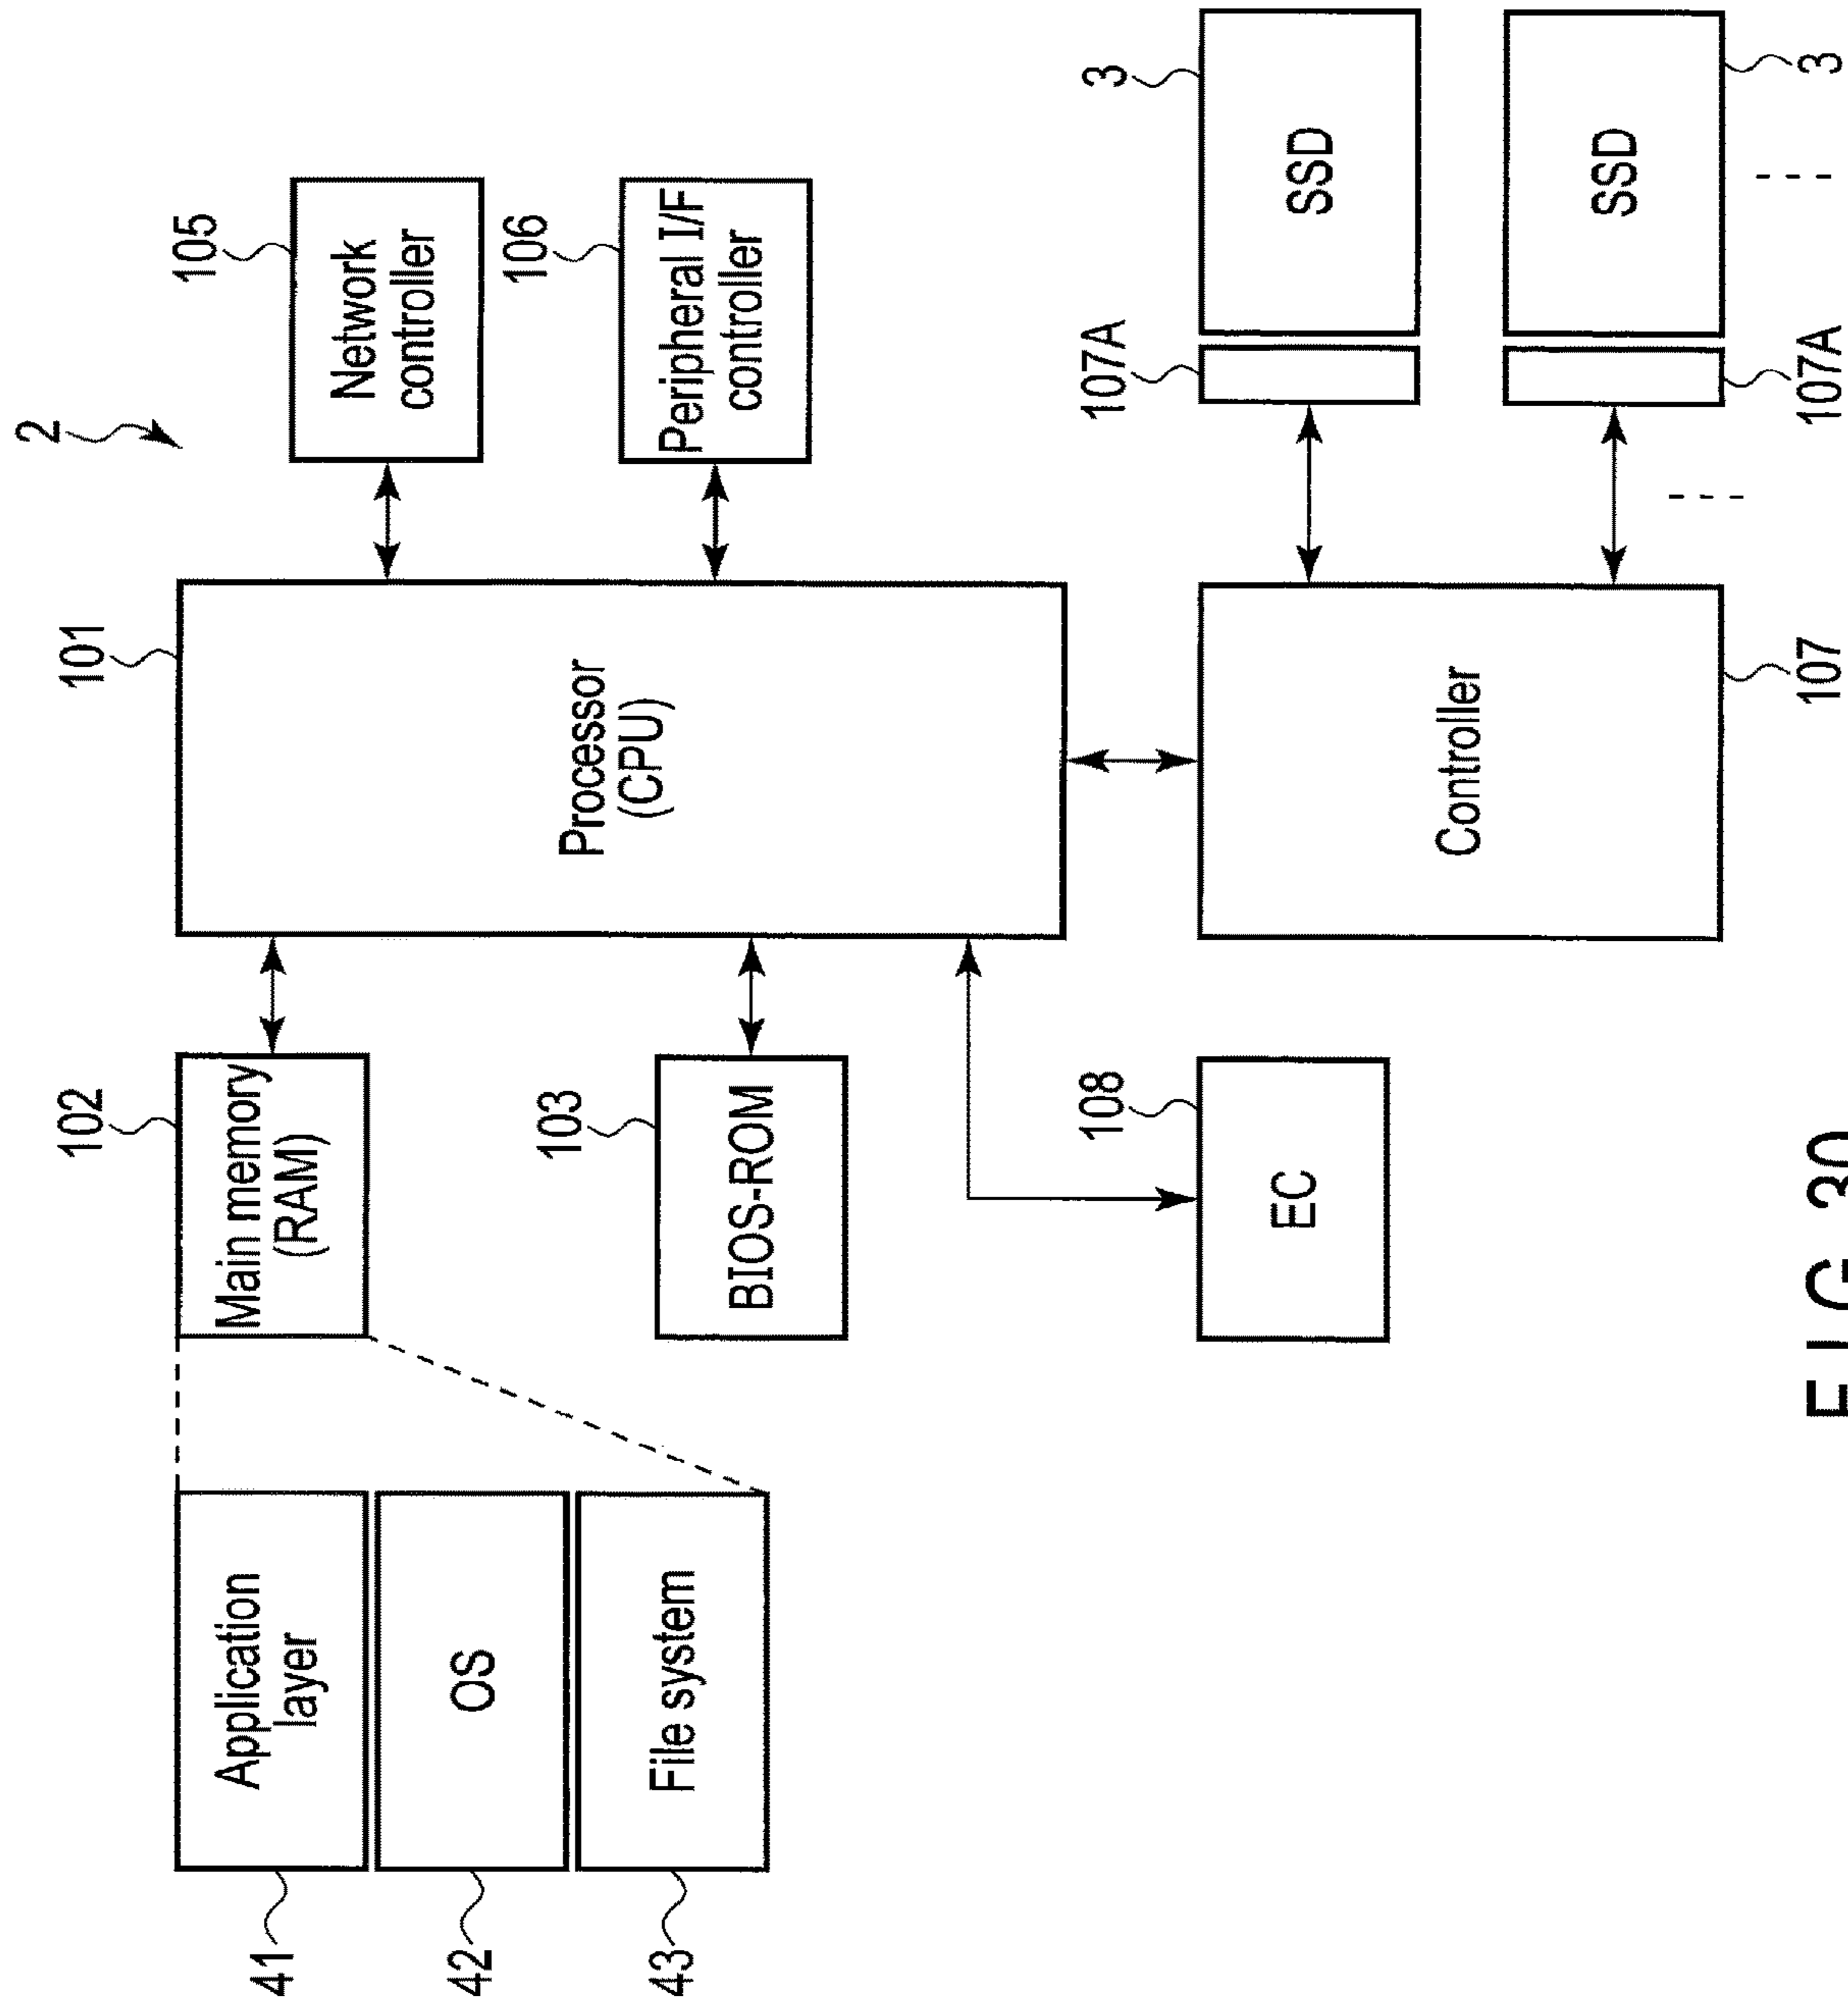 2
41
Application
layer
42
OS
43
File system
102
Main memory
(RAM)
103
BIOS-ROM
108
EC
101
Processor
(CPU)
105
Network
controller
106
Peripheral I/F
controller
Controller
107
107A
SSD
3
107A
SSD
3
FIG. 30